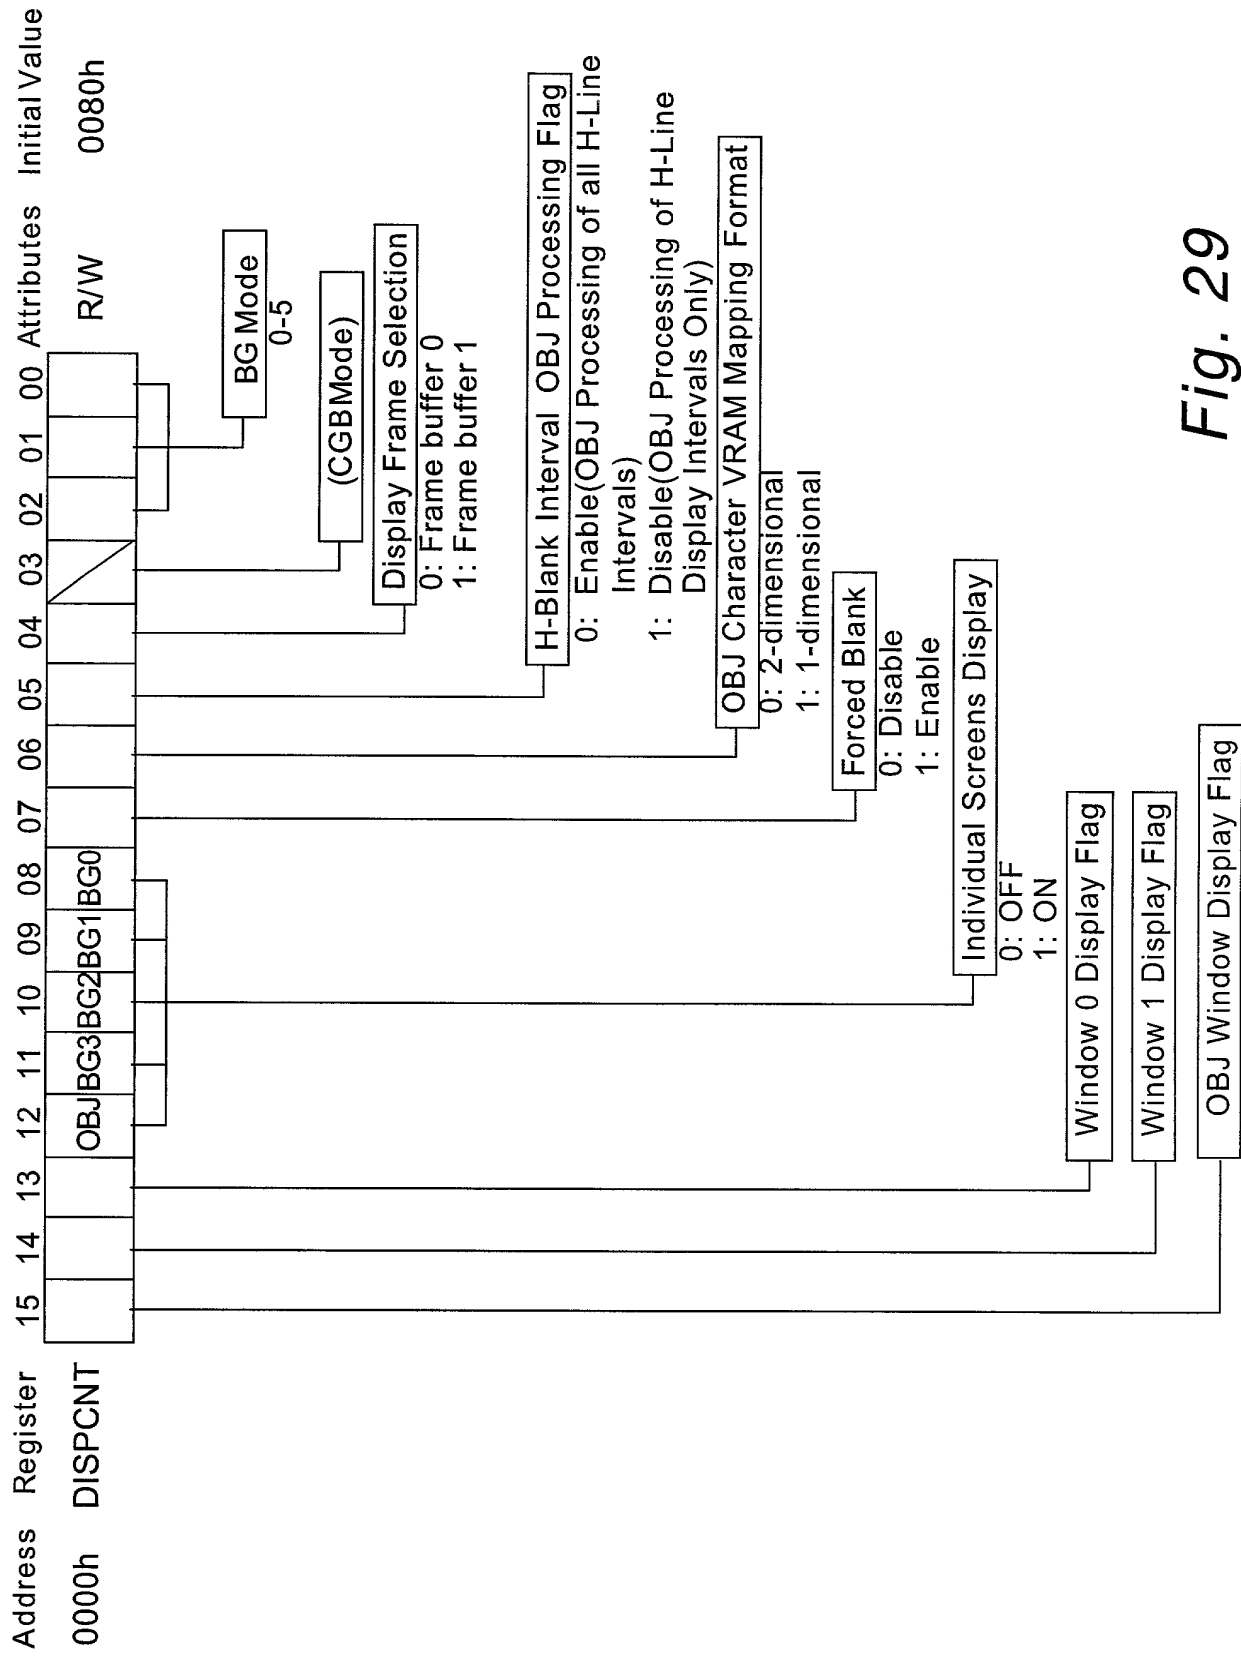 Address Register 15 14 13 12 11 10 09 08 07 06 05 04 03 02 01 00 Attributes Initial Value
0000h DISPCNT OBJ BG3 BG2 BG1 BG0 R/W 0080h
BG Mode
0-5
(CGBMode)
Display Frame Selection
0: Frame buffer 0
1: Frame buffer 1
H-Blank Interval OBJ Processing Flag
0: Enable(OBJ Processing of all H-Line
Intervals)
1: Disable(OBJ Processing of H-Line
Display Intervals Only)
OBJ Character VRAM Mapping Format
0: 2-dimensional
1: 1-dimensional
Forced Blank
0: Disable
1: Enable
Individual Screens Display
0: OFF
1: ON
Window 0 Display Flag
Window 1 Display Flag
OBJ Window Display Flag
Fig. 29